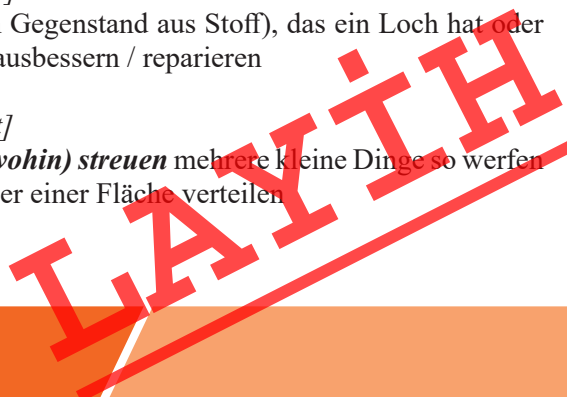 Gegenstand aus Stoff), das ein Loch hat oder
ausbessern / reparieren
]
wohin) streuen mehrere kleine Dinge so werfen
er einer Fläche verteilen
LAYİH